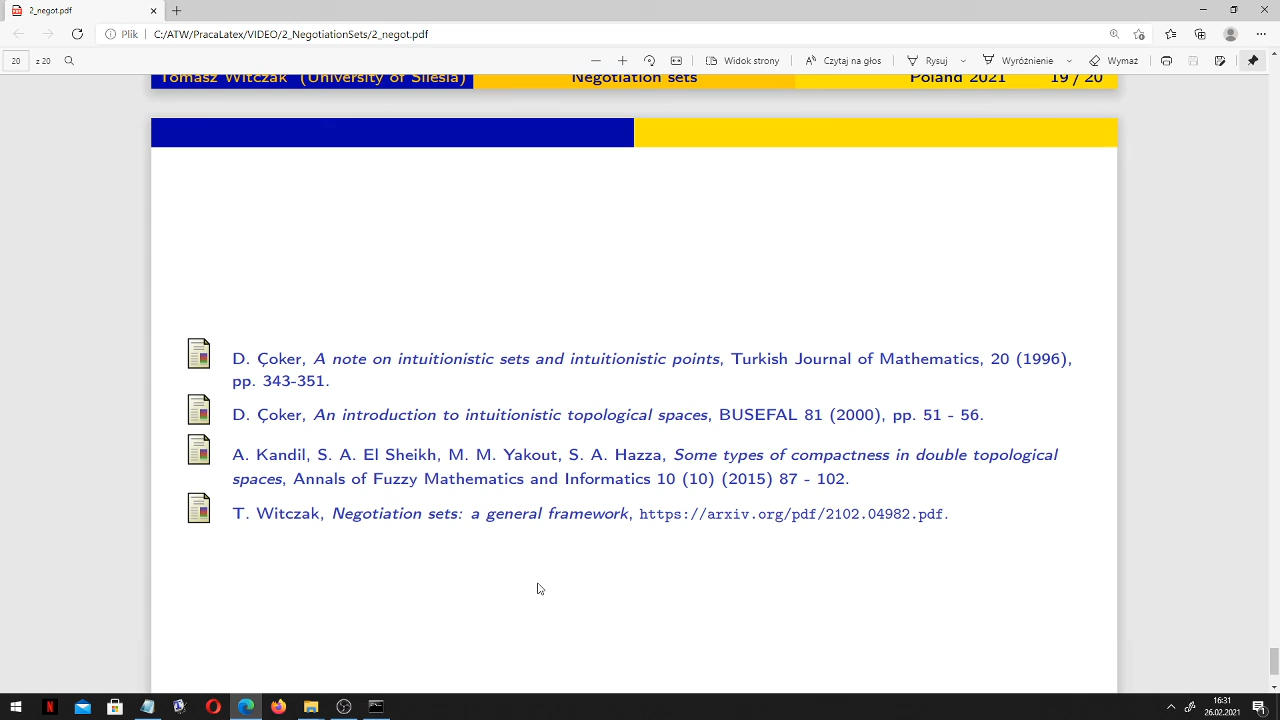 2_negot.pdf
Plik C:/ATW/PracaLatex/VIDEO/2_NegotiationSets/2_negot.pdf
20 z 20 Widok strony Czytaj na głos Rysuj Wyróżnienie Wymaz
Tomasz Witczak (University of Silesia) Negotiation sets Poland 2021 19 / 20
D. Çoker, A note on intuitionistic sets and intuitionistic points, Turkish Journal of Mathematics, 20 (1996),
pp. 343-351.
D. Çoker, An introduction to intuitionistic topological spaces, BUSEFAL 81 (2000), pp. 51 - 56.
A. Kandil, S. A. El Sheikh, M. M. Yakout, S. A. Hazza, Some types of compactness in double topological
spaces, Annals of Fuzzy Mathematics and Informatics 10 (10) (2015) 87 - 102.
T. Witczak, Negotiation sets: a general framework, https://arxiv.org/pdf/2102.04982.pdf.
16:31
26.02.2021